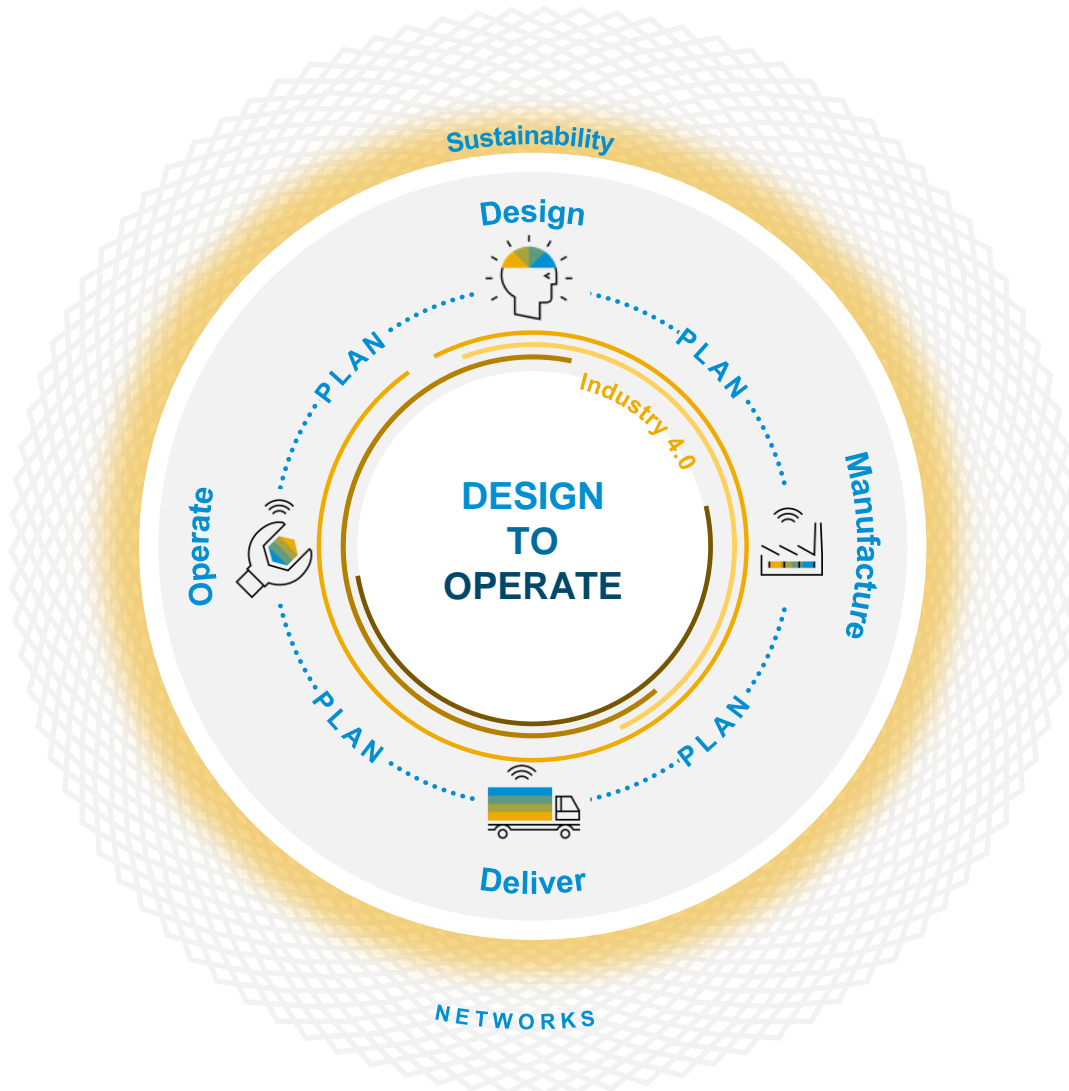 Sustainability
Design
PLAN
PLAN
Industry 4.0
Operate
DESIGN
TO
OPERATE
Manufacture
PLAN
PLAN
Deliver
NETWORKS